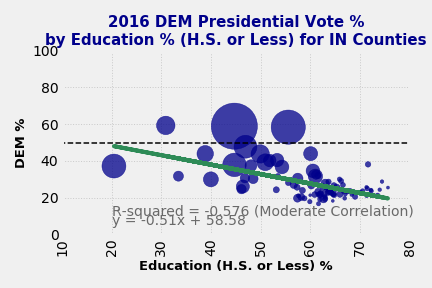 2016 DEM Presidential Vote %
by Education % (H.S. or Less) for IN Counties
100
80
60
40
20
0
DEM %
R-squared = -0.576 (Moderate Correlation)
y = -0.51x + 58.58
10 20 30 40 50 60 70 80
Education (H.S. or Less) %